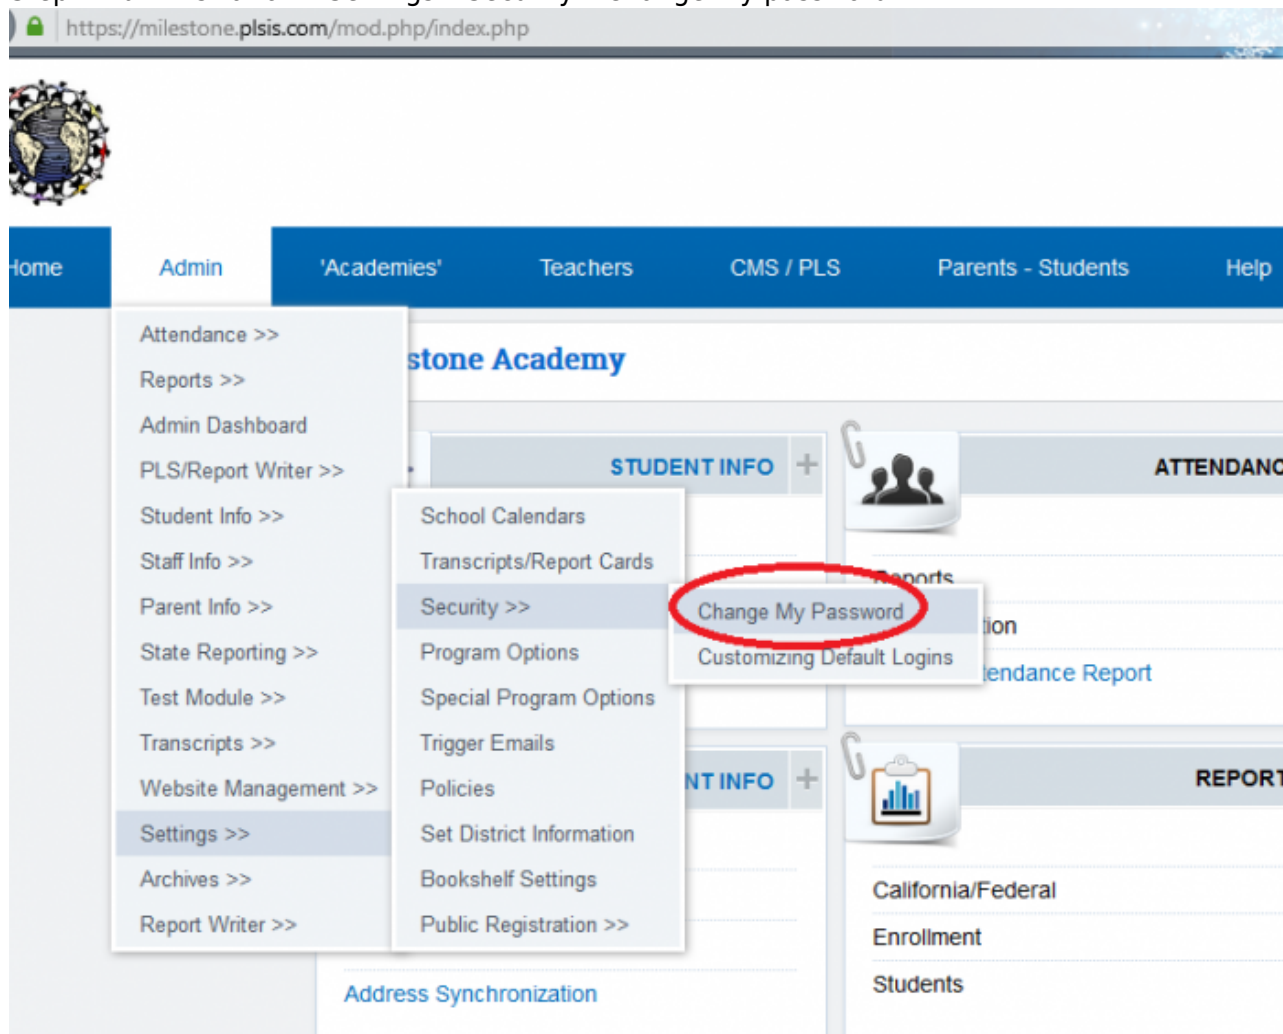 https://milestone.plsis.com/mod.php/index.php
Home Admin 'Academies' Teachers CMS / PLS Parents - Students Help
Attendance >>
Reports >>
Admin Dashboard
PLS/Report Writer >>
Student Info >>
Staff Info >>
Parent Info >>
State Reporting >>
Test Module >>
Transcripts >>
Website Management >>
Settings >>
Archives >>
Report Writer >>
School Calendars
Transcripts/Report Cards
Security >>
Program Options
Special Program Options
Trigger Emails
Policies
Set District Information
Bookshelf Settings
Public Registration >>
Change My Password
Customizing Default Logins
stone Academy
STUDENT INFO +
NT INFO +
Address Synchronization
ATTENDANC
Reports
tion
tendance Report
REPORT
California/Federal
Enrollment
Students